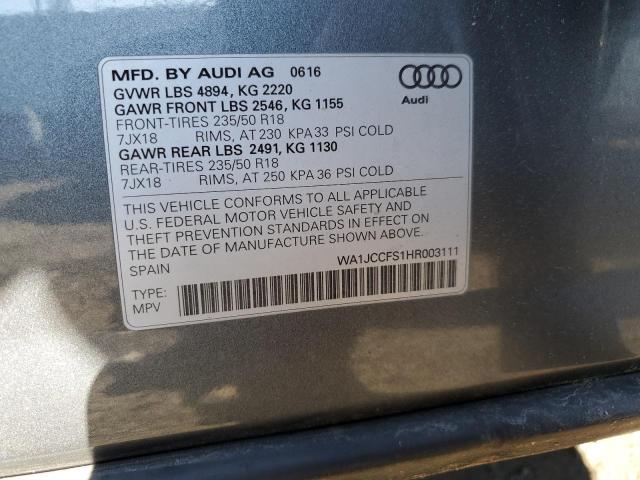 MFD. BY AUDI AG 0616
GVWR LBS 4894, KG 2220
GAWR FRONT LBS 2546, KG 1155
FRONT-TIRES 235/50 R18
7JX18 RIMS, AT 230 KPA 33 PSI COLD
GAWR REAR LBS 2491, KG 1130
REAR-TIRES 235/50 R18
7JX18 RIMS, AT 250 KPA 36 PSI COLD
Audi
THIS VEHICLE CONFORMS TO ALL APPLICABLE
U.S. FEDERAL MOTOR VEHICLE SAFETY AND
THEFT PREVENTION STANDARDS IN EFFECT ON
THE DATE OF MANUFACTURE SHOWN ABOVE.
SPAIN
WA1JCCFS1HR003111
TYPE:
MPV